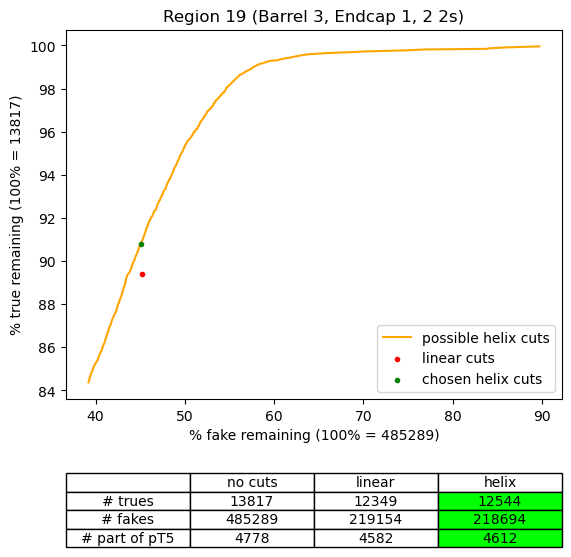 Region 19 (Barrel 3, Endcap 1, 2 2s)
100
98
96
94
92
90
88
86
84
% true remaining (100% = 13817)
possible helix cuts
linear cuts
chosen helix cuts
40 50 60 70 80 90
% fake remaining (100% = 485289)
no cuts linear helix
# trues 13817 12349 12544
# fakes 485289 219154 218694
# part of pT5 4778 4582 4612